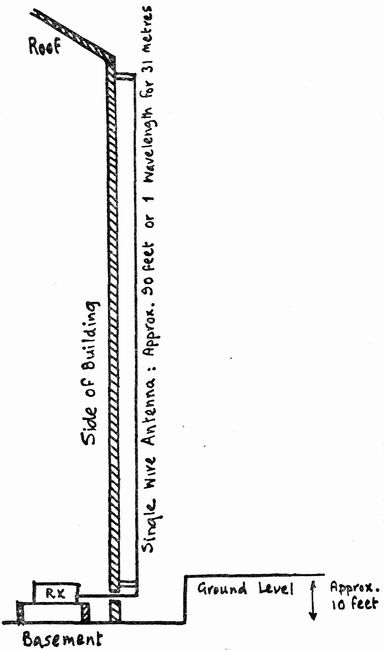 Roof
Single Wire Antenna : Approx. 90 feet or 1 Wavelength for 31 metres
Side of Building
RX
Ground Level
Approx.
10 feet
Basement